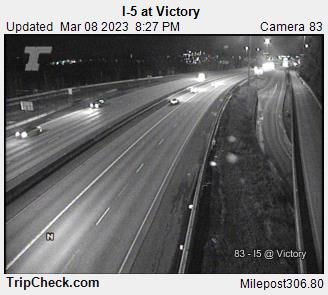 I-5 at Victory
Updated Mar 08 2023 8:27 PM Camera 83
T
N
83 - I5 @ Victory
TripCheck.com Milepost306.80